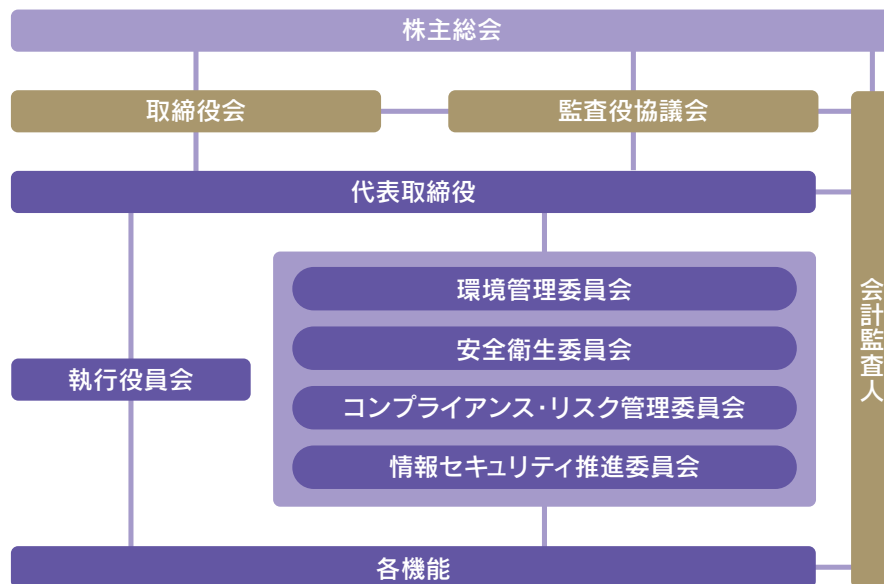 株主総会
取締役会
監査役協議会
代表取締役
環境管理委員会
安全衛生委員会
執行役員会
コンプライアンス・リスク管理委員会
情報セキュリティ推進委員会
各機能
会計監査人